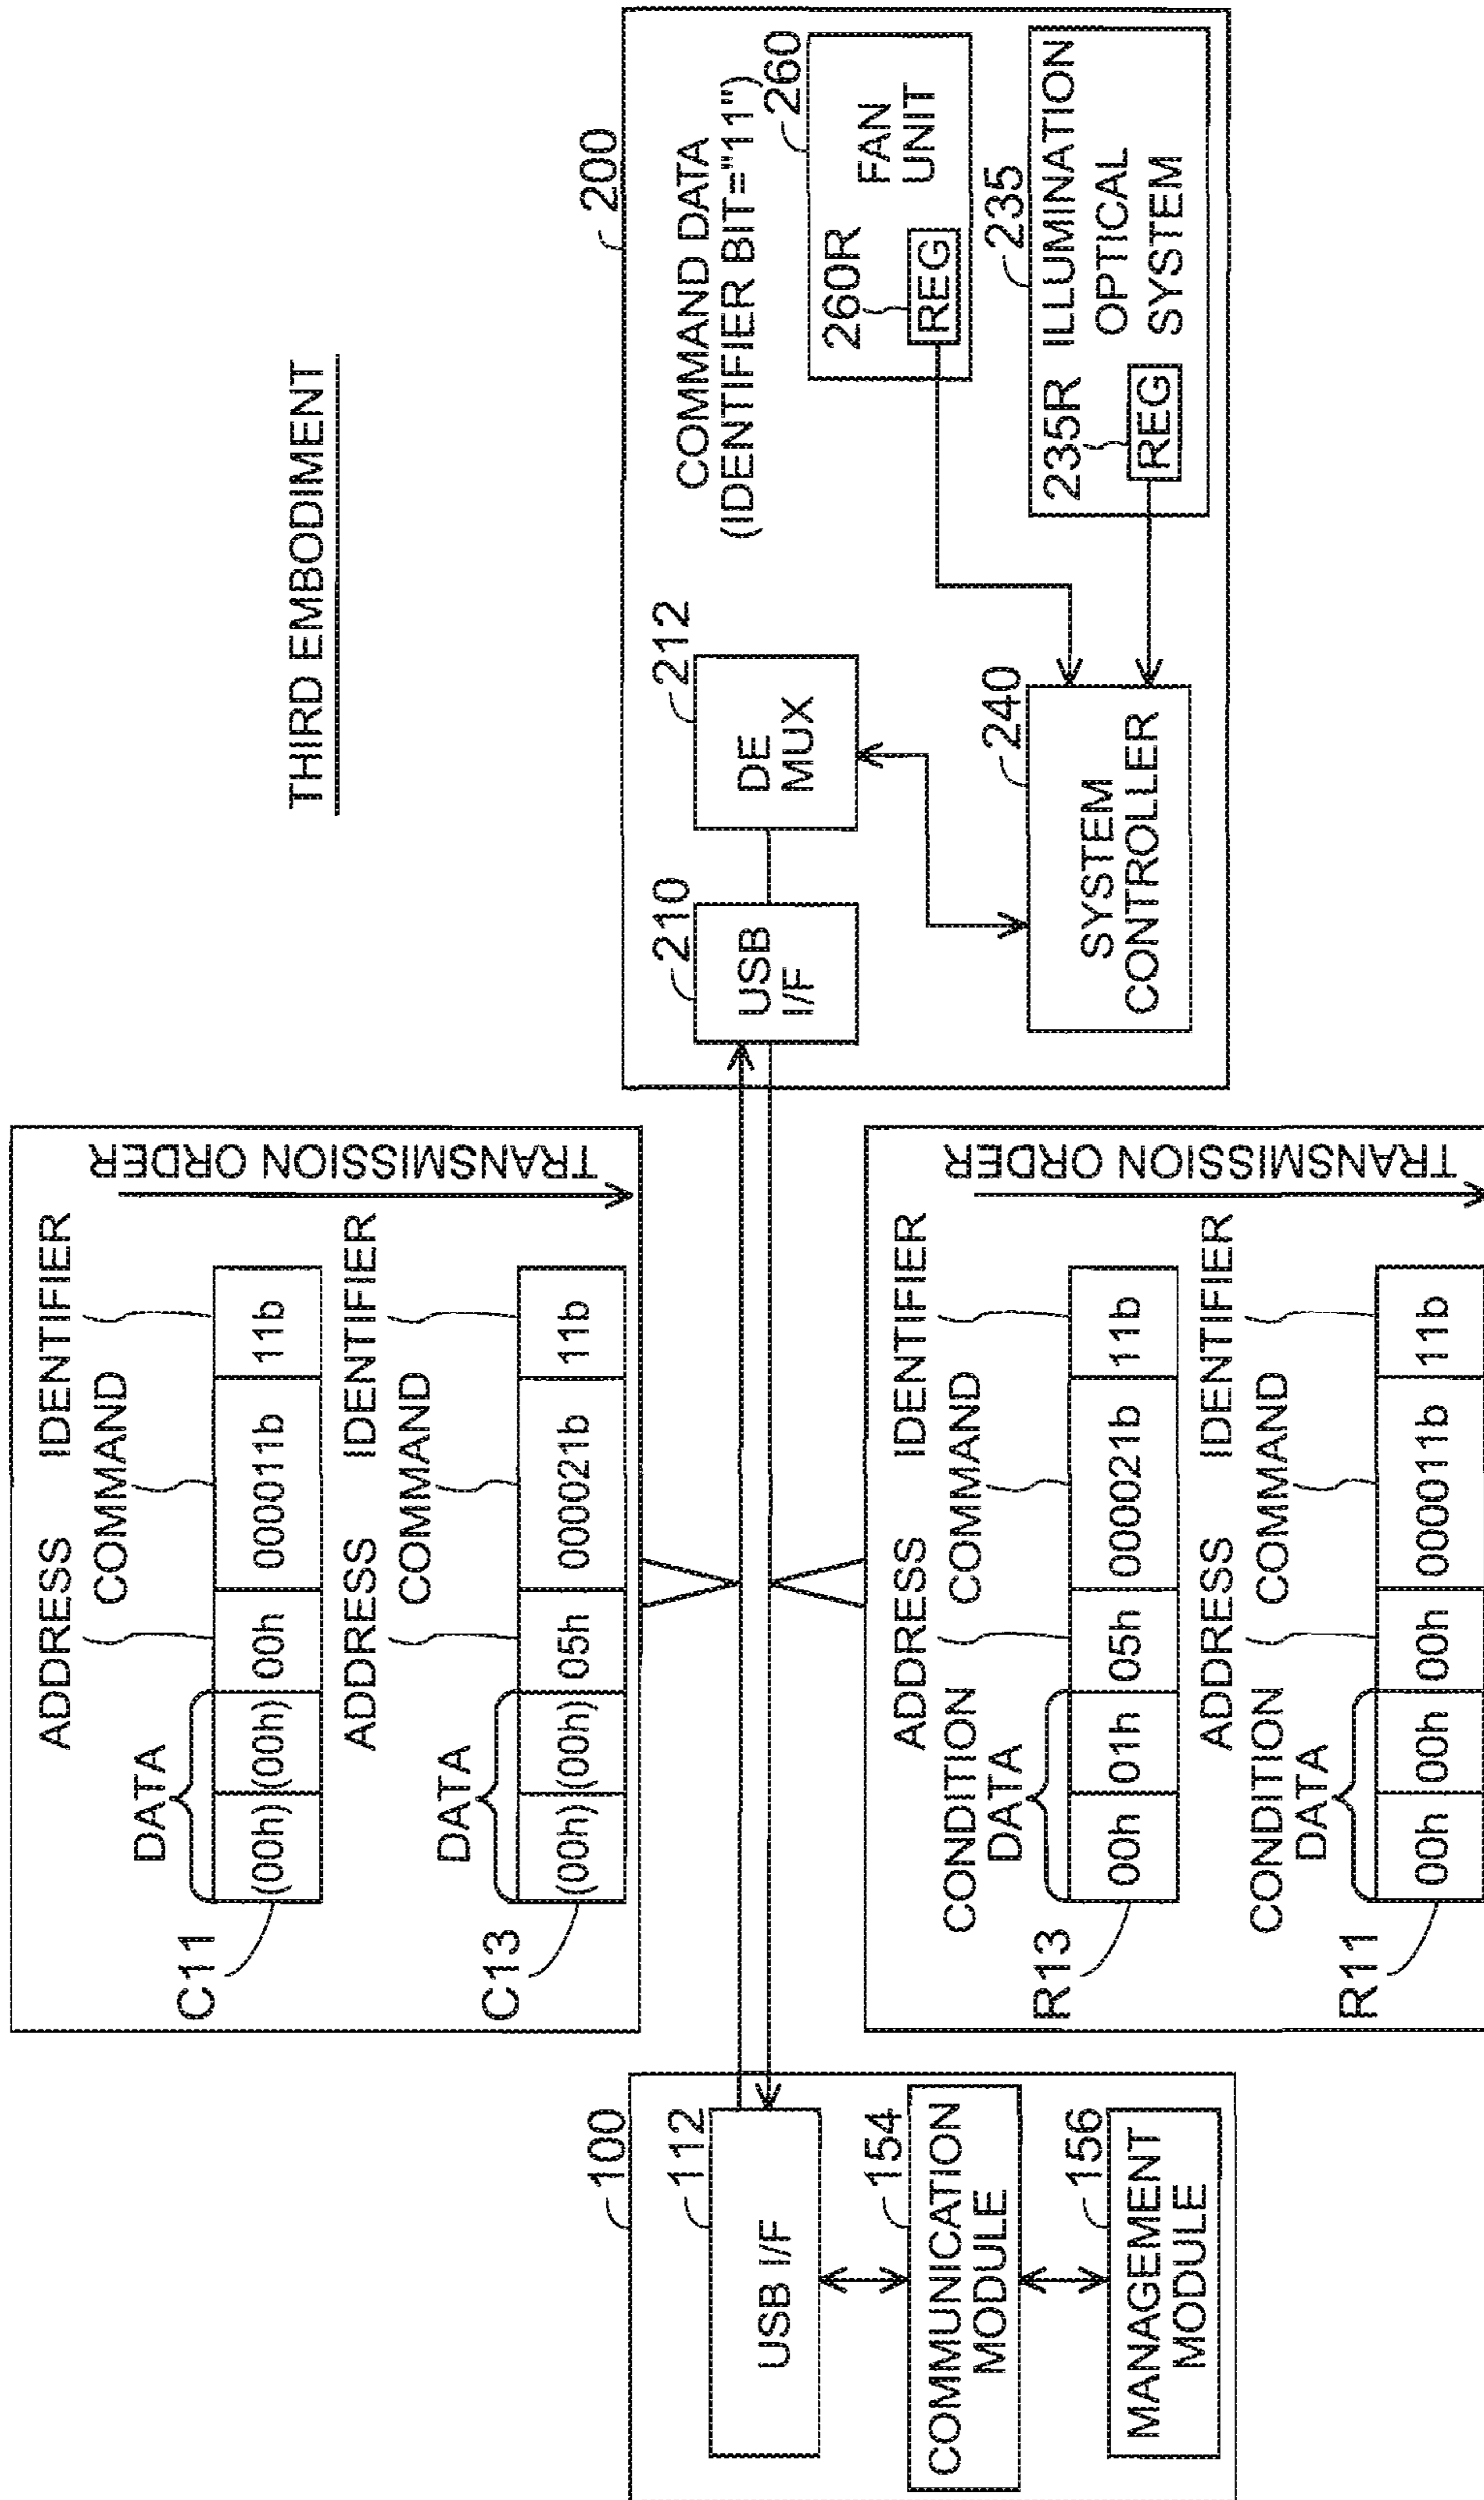 THIRD EMBODIMENT
100
112
USB I/F
154
COMMUNICATION
MODULE
156
MANAGEMENT
MODULE
ADDRESS
IDENTIFIER
DATA
COMMAND
C11
(00h)
(00h)
00h
000011b
11b
ADDRESS
IDENTIFIER
DATA
COMMAND
C13
(00h)
(00h)
05h
000021b
11b
TRANSMISSION ORDER
ADDRESS
IDENTIFIER
CONDITION
DATA
COMMAND
R13
00h
01h
05h
000021b
11b
ADDRESS
IDENTIFIER
CONDITION
DATA
COMMAND
R11
00h
00h
00h
000011b
11b
TRANSMISSION ORDER
200
210
USB
I/F
212
DE
MUX
COMMAND DATA
(IDENTIFIER BIT="11")
260
FAN
UNIT
260R
REG
240
SYSTEM
CONTROLLER
235
ILLUMINATION
OPTICAL
SYSTEM
235R
REG